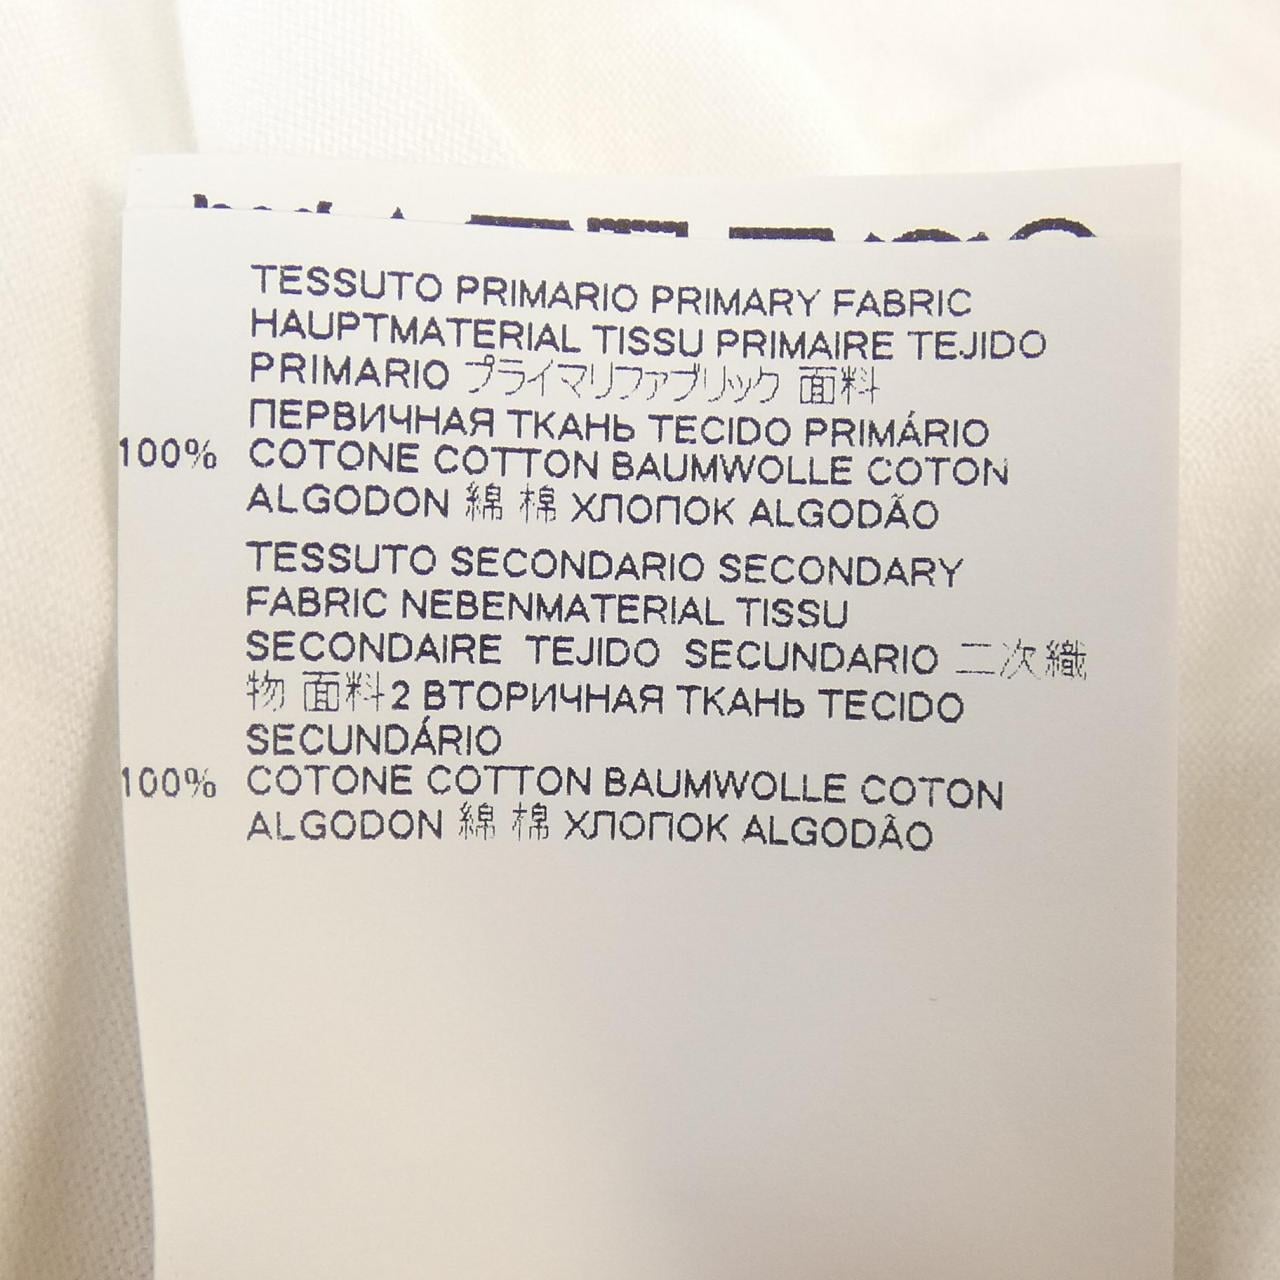 TESSUTO PRIMARIO PRIMARY FABRIC
HAUPTMATERIAL TISSU PRIMAIRE TEJIDO
PRIMARIO プライマリファブリック 面料
ПЕРВИЧНАЯ ТКАНЬ TECIDO PRIMÁRIO
100% COTONE COTTON BAUMWOLLE COTON
ALGODON 綿 棉 ХЛОПОК ALGODÃO
TESSUTO SECONDARIO SECONDARY
FABRIC NEBENMATERIAL TISSU
SECONDAIRE TEJIDO SECUNDARIO 二次織
物 面料2 ВТОРИЧНАЯ ТКАНЬ TECIDO
SECUNDÁRIO
100% COTONE COTTON BAUMWOLLE COTON
ALGODON 綿 棉 ХЛОПОК ALGODÃO